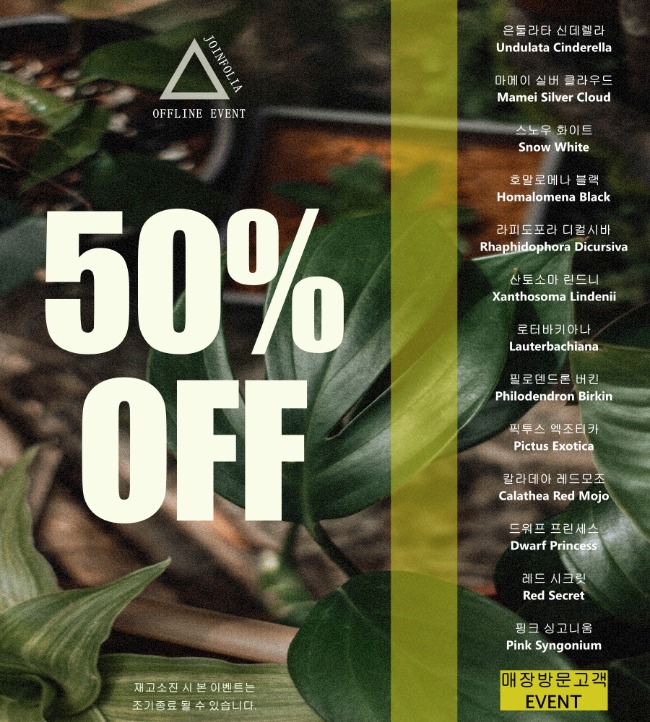 JOINFOLIA
OFFLINE EVENT
50%
OFF
재고소진 시 본 이벤트는
조기종료 될 수 있습니다.
은둘라타 신데렐라
Undulata Cinderella
마메이 실버 클라우드
Mamei Silver Cloud
스노우 화이트
Snow White
호말로메나 블랙
Homalomena Black
라피도포라 디컬시바
Rhaphidophora Dicursiva
산토소마 린드니
Xanthosoma Lindenii
로터바키아나
Lauterbachiana
필로덴드론 버킨
Philodendron Birkin
픽투스 엑조티카
Pictus Exotica
칼라데아 레드모조
Calathea Red Mojo
드워프 프린세스
Dwarf Princess
레드 시크릿
Red Secret
핑크 싱고니움
Pink Syngonium
매장방문고객
EVENT